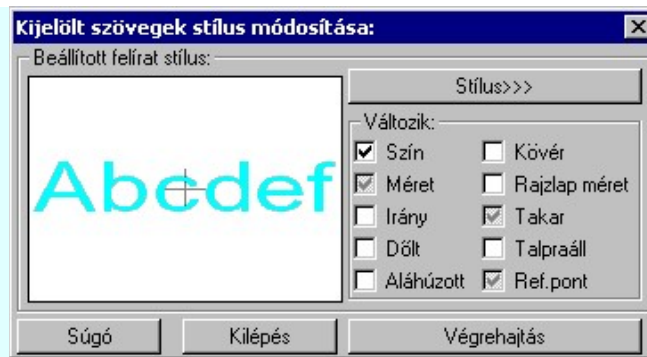 Kijelölt szövegek stílus módosítása:
Beállított felírat stílus:
Abcdef
Stílus>>>
Változik:
Szín
Kövér
Méret
Rajzlap méret
Irány
Takar
Dőlt
Talpraáll
Aláhúzott
Ref.pont
Súgó
Kilépés
Végrehajtás